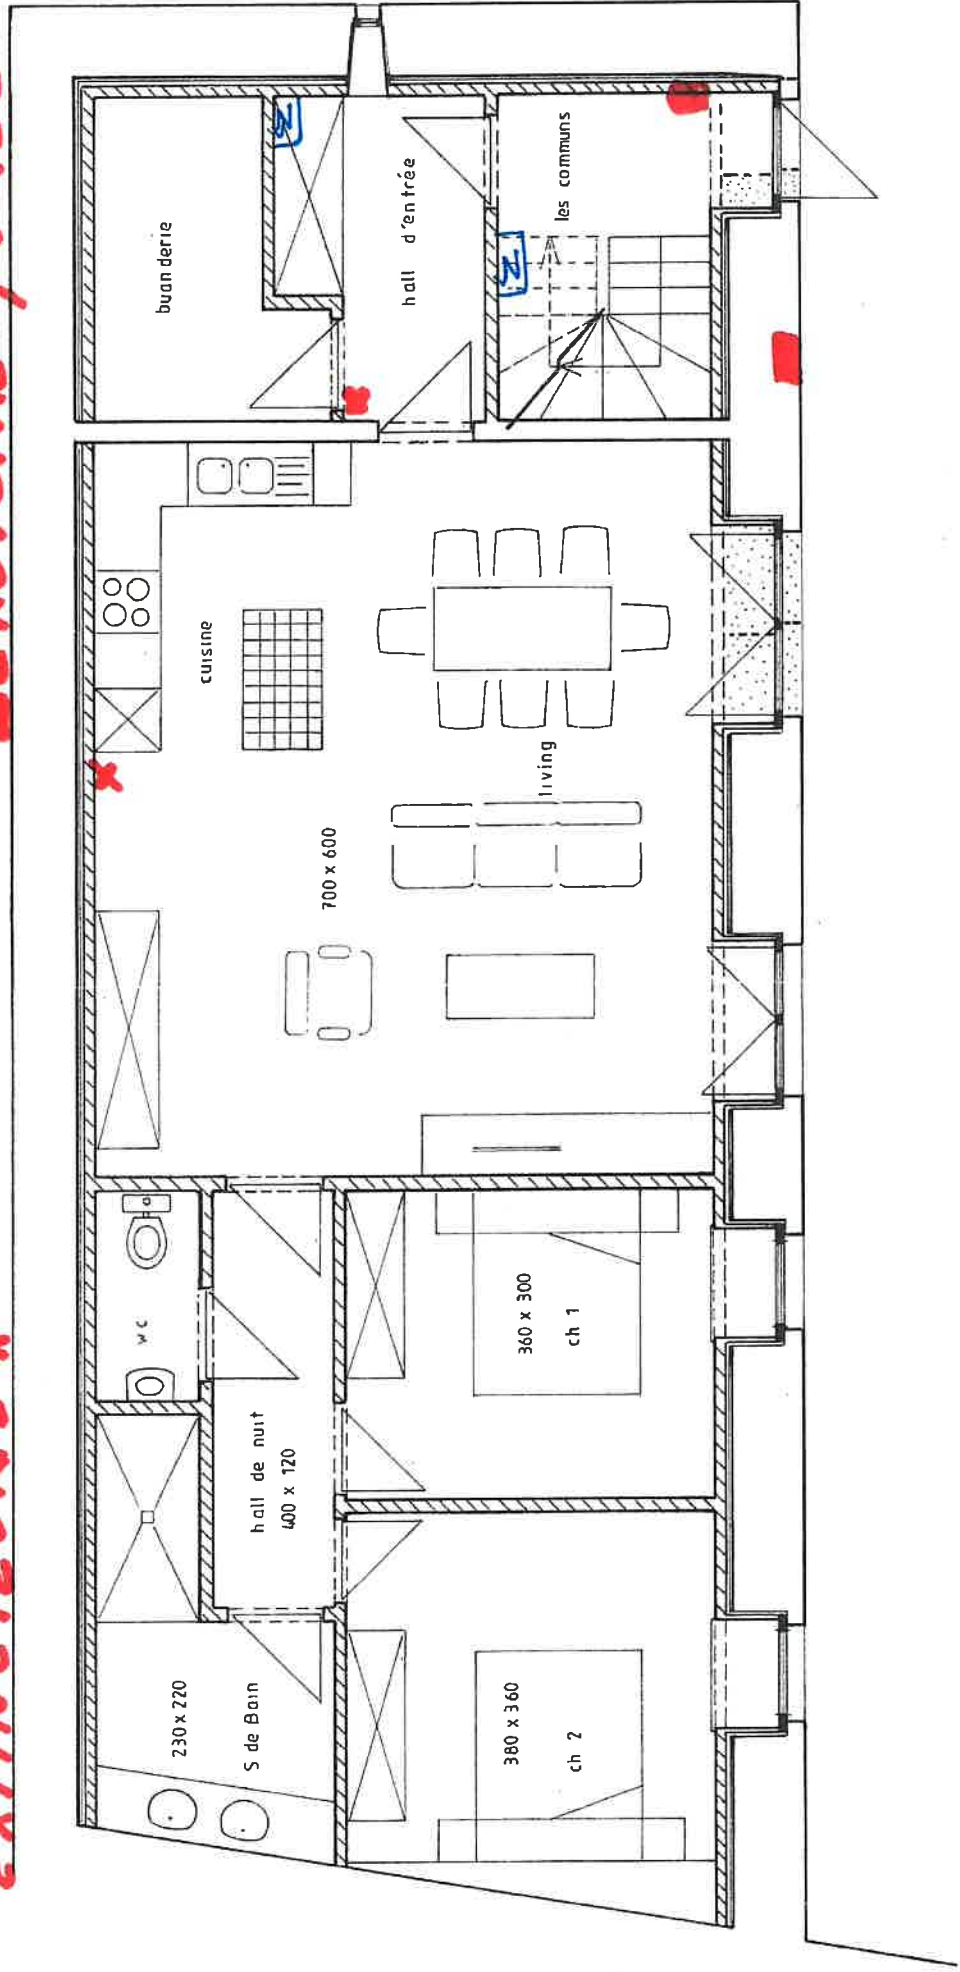 buanderie
hall d'entrée
les communs
N
N
cuisine
living
700 x 600
WC
hall de nuit
400 x 120
360 x 300
ch 1
230 x 220
S de Bain
380 x 360
ch 2